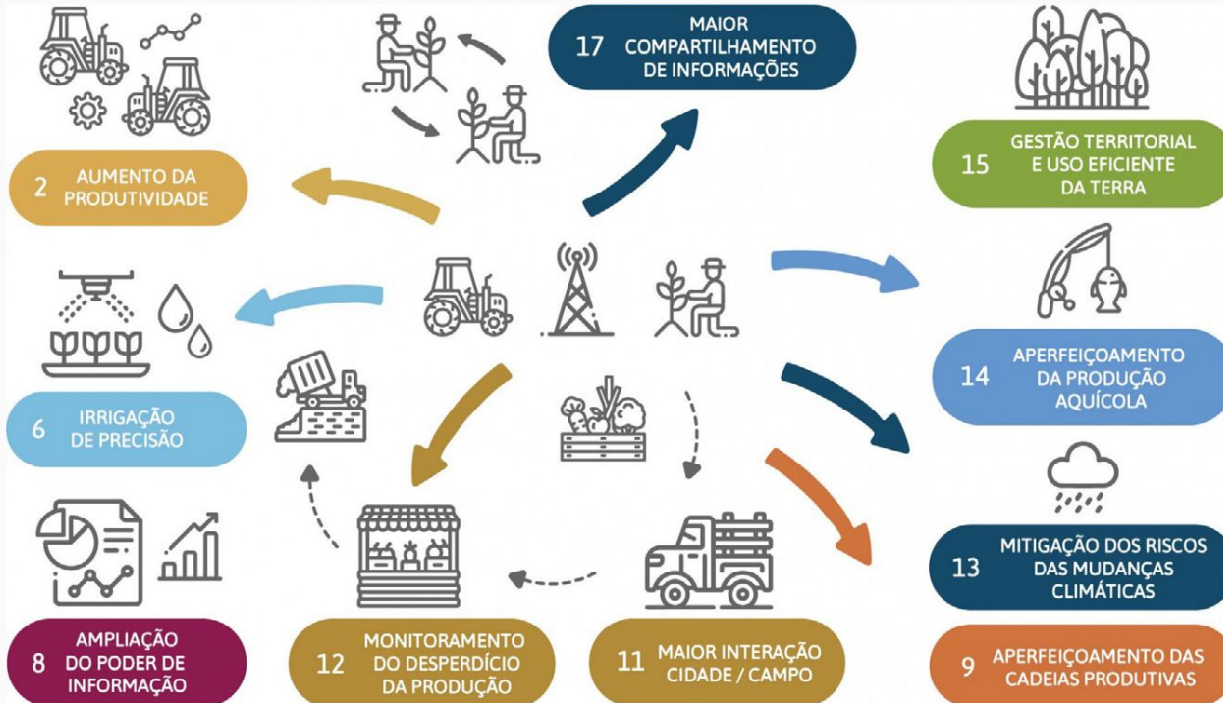 17
MAIOR
COMPARTILHAMENTO
DE INFORMAÇÕES
2
AUMENTO DA
PRODUTIVIDADE
15
GESTÃO TERRITORIAL
E USO EFICIENTE
DA TERRA
6
IRRIGAÇÃO
DE PRECISÃO
14
APERFEIÇOAMENTO
DA PRODUÇÃO
AQUÍCOLA
13
MITIGAÇÃO DOS RISCOS
DAS MUDANÇAS
CLIMÁTICAS
8
AMPLIAÇÃO
DO PODER DE
INFORMAÇÃO
12
MONITORAMENTO
DO DESPERDÍCIO
DA PRODUÇÃO
11
MAIOR INTERAÇÃO
CIDADE / CAMPO
9
APERFEIÇOAMENTO DAS
CADEIAS PRODUTIVAS